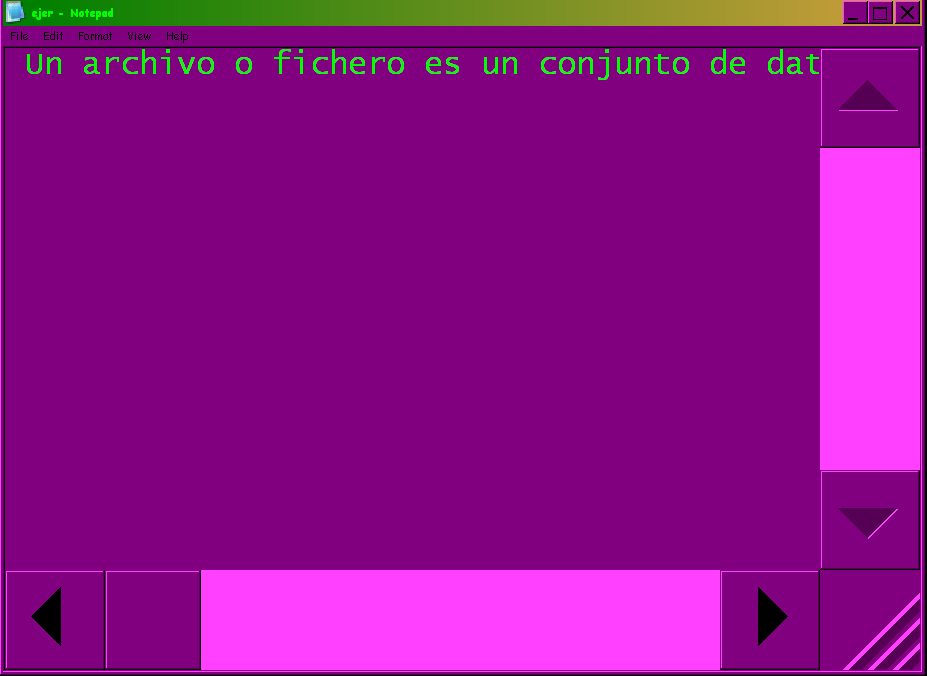 ejer - Notepad
File Edit Format View Help
Un archivo o fichero es un conjunto de dat